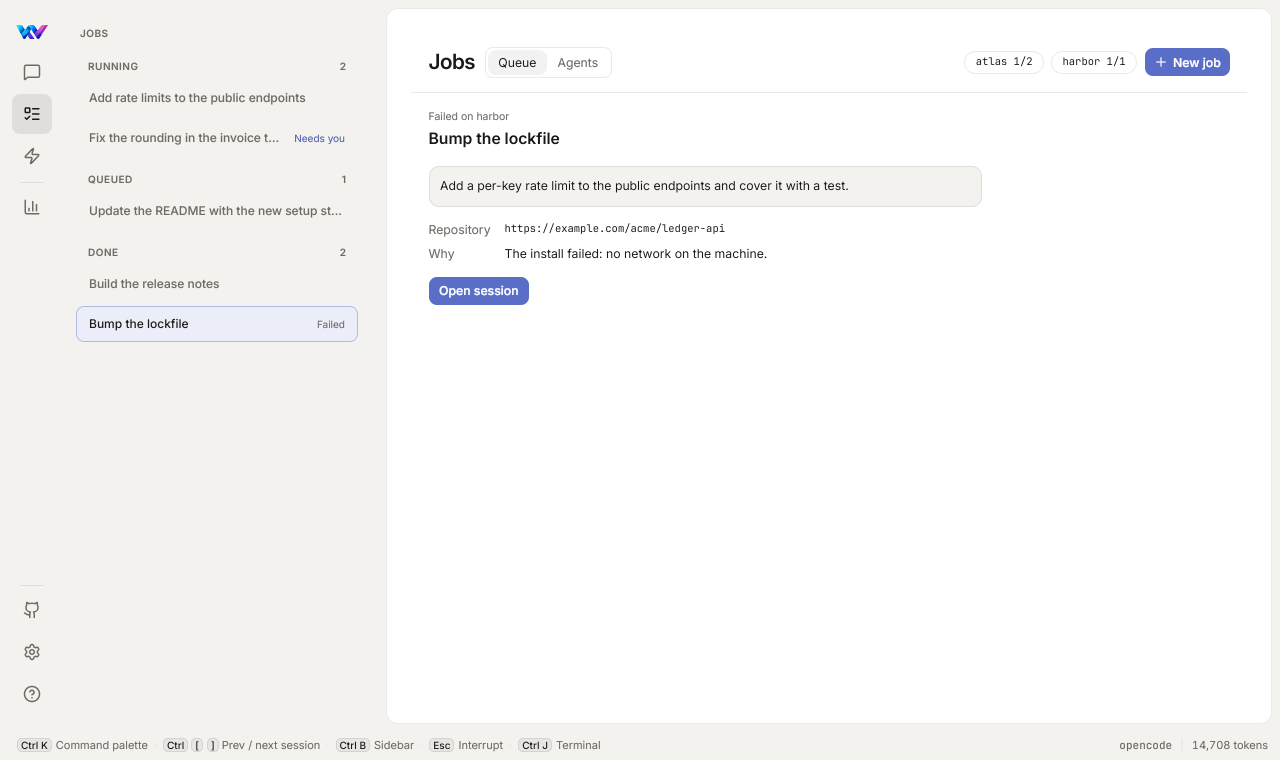 JOBS
RUNNING 2
Add rate limits to the public endpoints
Fix the rounding in the invoice t... Needs you
QUEUED 1
Update the README with the new setup st...
DONE 2
Build the release notes
Bump the lockfile Failed
Jobs Queue Agents atlas 1/2 harbor 1/1 New job
Failed on harbor
Bump the lockfile
Add a per-key rate limit to the public endpoints and cover it with a test.
Repository https://example.com/acme/ledger-api
Why The install failed: no network on the machine.
Open session
Ctrl K Command palette Ctrl [ ] Prev / next session Ctrl B Sidebar Esc Interrupt Ctrl J Terminal opencode 14,708 tokens